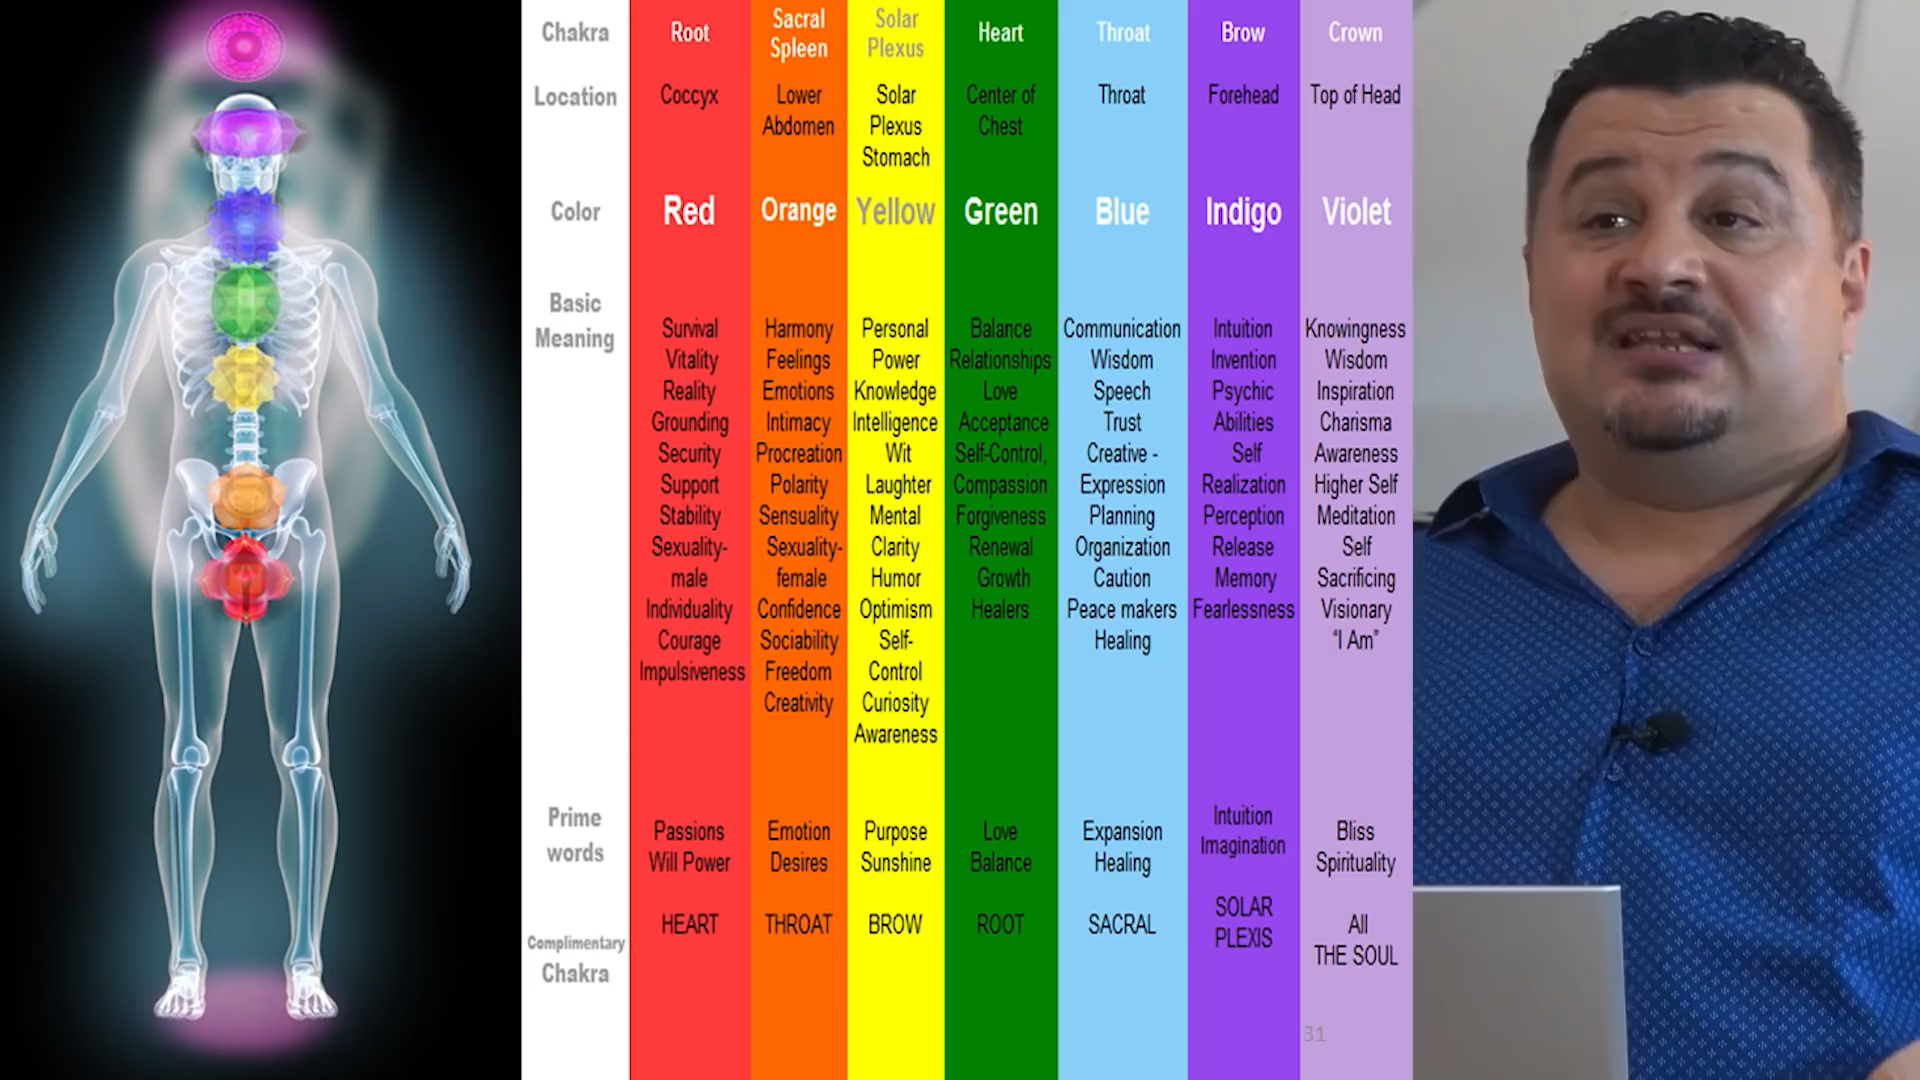 Chakra
Root
Sacral
Spleen
Solar
Plexus
Heart
Throat
Brow
Crown
Location
Coccyx
Lower
Abdomen
Solar
Plexus
Stomach
Center of
Chest
Throat
Forehead
Top of Head
Color
Red
Orange
Yellow
Green
Blue
Indigo
Violet
Basic
Meaning
Survival
Vitality
Reality
Grounding
Security
Support
Stability
Sexuality-
male
Individuality
Courage
Impulsiveness
Harmony
Feelings
Emotions
Intimacy
Procreation
Polarity
Sensuality
Sexuality-
female
Confidence
Sociability
Freedom
Creativity
Personal
Power
Knowledge
Intelligence
Wit
Laughter
Mental
Clarity
Humor
Optimism
Self-
Control
Curiosity
Awareness
Balance
Relationships
Love
Acceptance
Self-Control,
Compassion
Forgiveness
Renewal
Growth
Healers
Communication
Wisdom
Speech
Trust
Creative -
Expression
Planning
Organization
Caution
Peace makers
Healing
Intuition
Invention
Psychic
Abilities
Self
Realization
Perception
Release
Memory
Fearlessness
Knowingness
Wisdom
Inspiration
Charisma
Awareness
Higher Self
Meditation
Self
Sacrificing
Visionary
“I Am”
Prime
words
Passions
Will Power
Emotion
Desires
Purpose
Sunshine
Love
Balance
Expansion
Healing
Intuition
Imagination
Bliss
Spirituality
Complimentary
Chakra
HEART
THROAT
BROW
ROOT
SACRAL
SOLAR
PLEXIS
All
THE SOUL
31